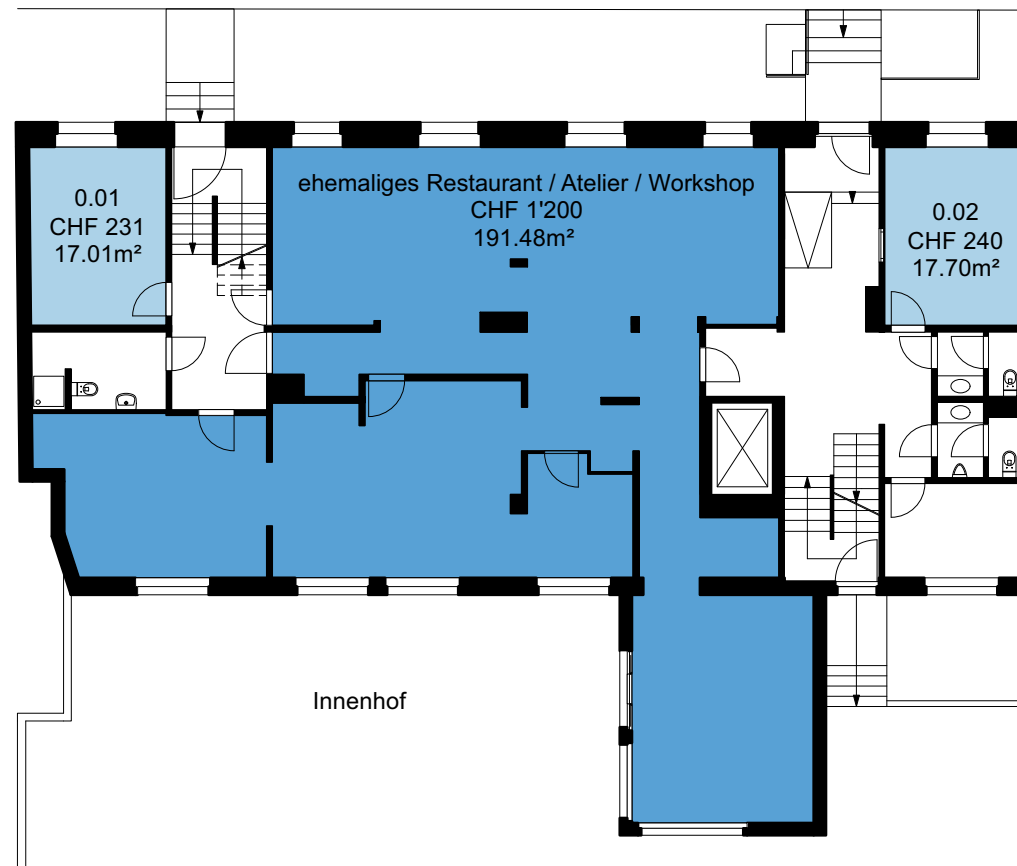 0.01
CHF 231
17.01m²
ehemaliges Restaurant / Atelier / Workshop
CHF 1'200
191.48m²
0.02
CHF 240
17.70m²
Innenhof